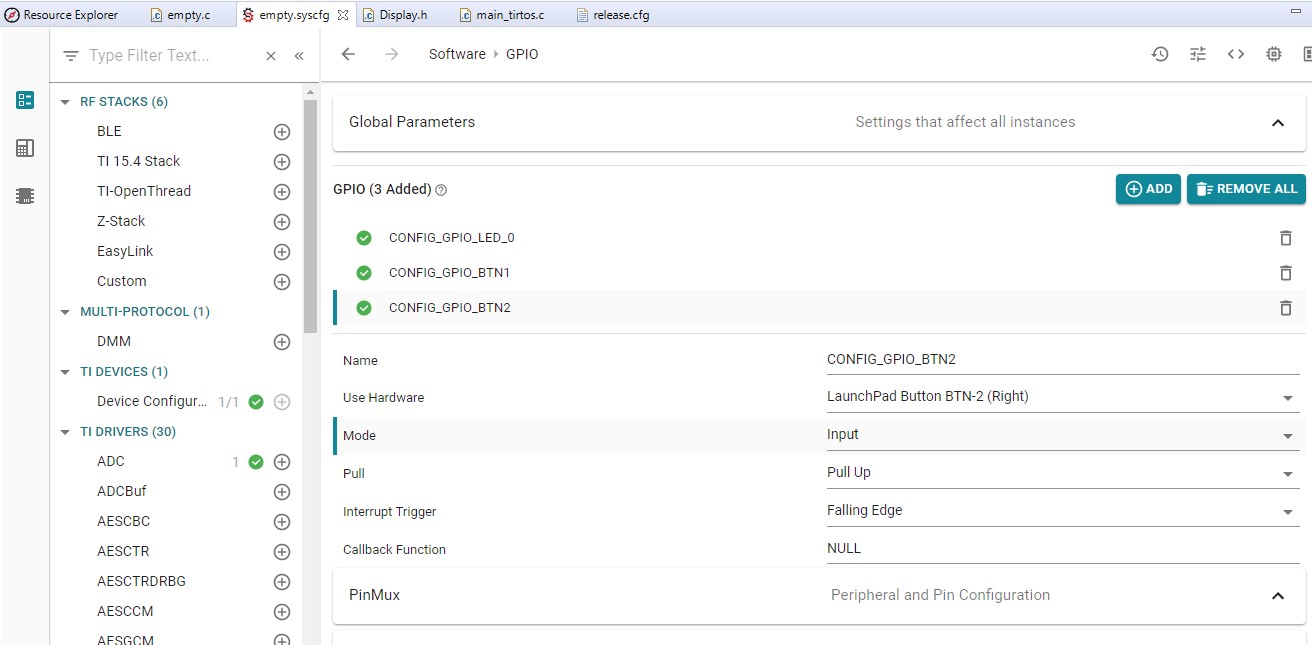 Resource Explorer empty.c empty.syscfg Display.h main_tirtos.c release.cfg
Type Filter Text...
Software GPIO
RF STACKS (6)
BLE
TI 15.4 Stack
TI-OpenThread
Z-Stack
EasyLink
Custom
MULTI-PROTOCOL (1)
DMM
TI DEVICES (1)
Device Configur... 1/1
TI DRIVERS (30)
ADC 1
ADCBuf
AESCBC
AESCTR
AESCTRDRBG
AESCCM
AESGCM
Global Parameters Settings that affect all instances
GPIO (3 Added)
ADD REMOVE ALL
CONFIG_GPIO_LED_0
CONFIG_GPIO_BTN1
CONFIG_GPIO_BTN2
Name CONFIG_GPIO_BTN2
Use Hardware LaunchPad Button BTN-2 (Right)
Mode Input
Pull Pull Up
Interrupt Trigger Falling Edge
Callback Function NULL
PinMux Peripheral and Pin Configuration